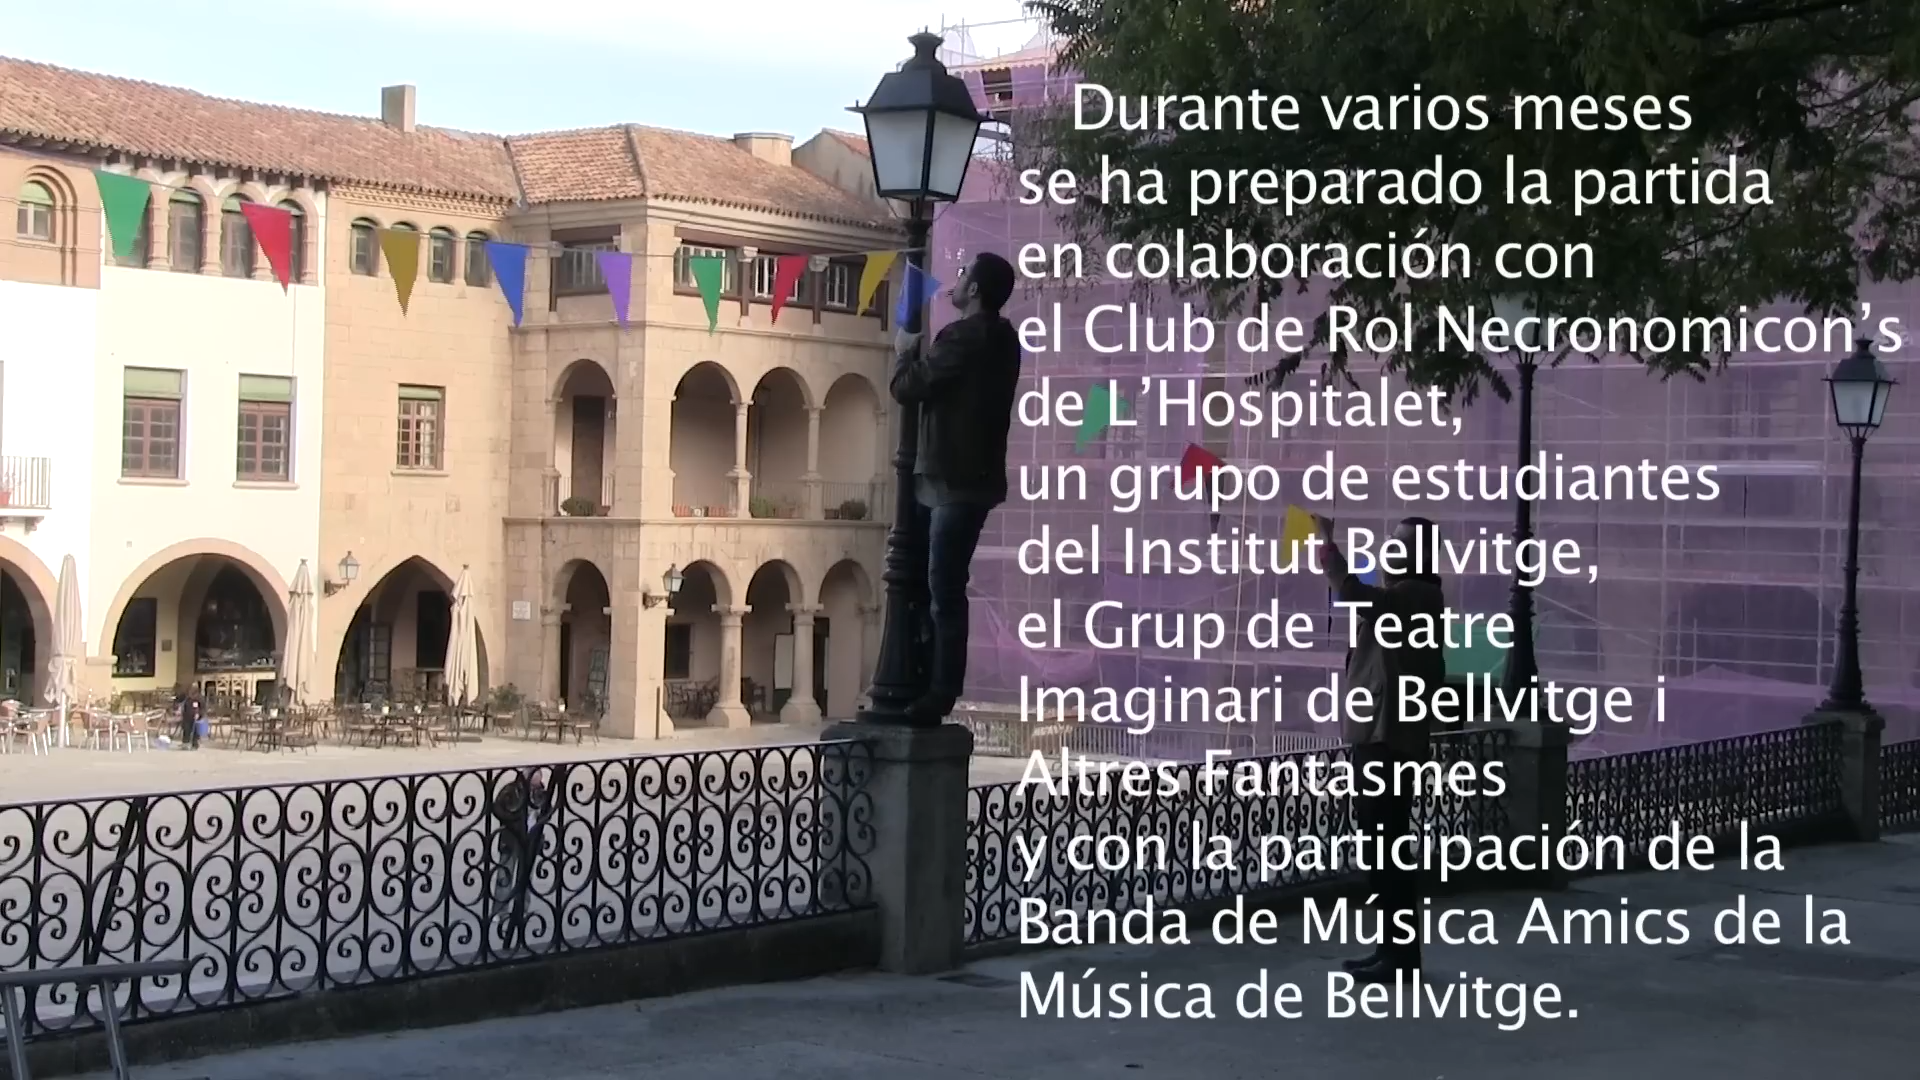 Durante varios meses
se ha preparado la partida
en colaboración con
el Club de Rol Necronomicon’s
de L’Hospitalet,
un grupo de estudiantes
del Institut Bellvitge,
el Grup de Teatre
Imaginari de Bellvitge i
Altres Fantasmes
y con la participación de la
Banda de Música Amics de la
Música de Bellvitge.